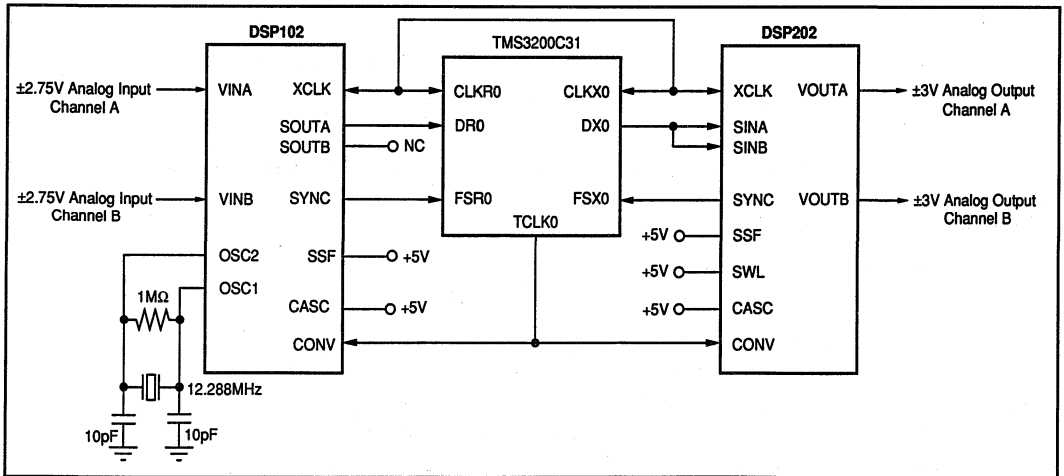 DSP102
TMS3200C31
DSP202
±2.75V Analog Input
Channel A
VINA
XCLK
CLKR0
CLKX0
XCLK
VOUTA
±3V Analog Output
Channel A
SOUTA
DR0
DX0
SINA
SOUTB
NC
SINB
±2.75V Analog Input
Channel B
VINB
SYNC
FSR0
FSX0
SYNC
VOUTB
±3V Analog Output
Channel B
TCLK0
OSC2
SSF
+5V
+5V
SSF
OSC1
+5V
SWL
1MΩ
CASC
+5V
+5V
CASC
CONV
CONV
12.288MHz
10pF
10pF